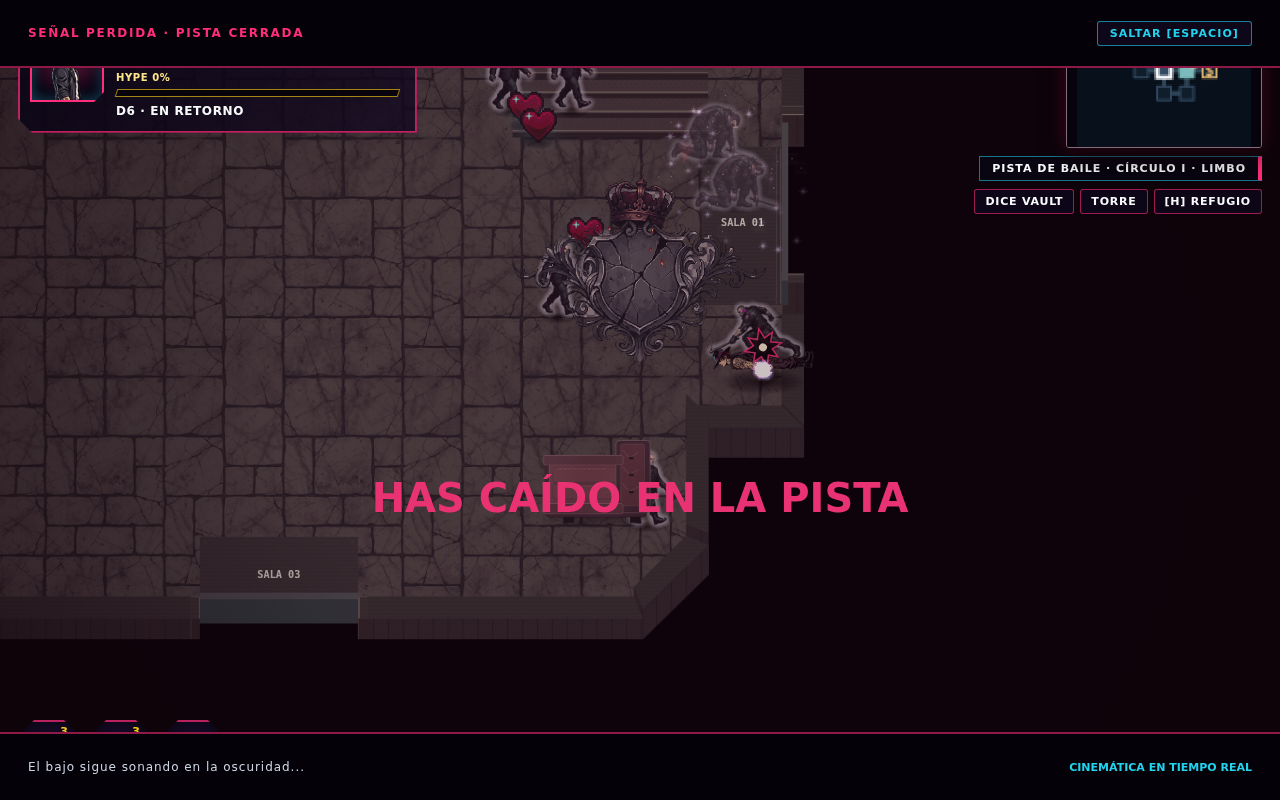 SEÑAL PERDIDA · PISTA CERRADA
SALTAR [ESPACIO]
HYPE 0%
D6 · EN RETORNO
PISTA DE BAILE · CÍRCULO I · LIMBO
DICE VAULT
TORRE
[H] REFUGIO
SALA 01
HAS CAÍDO EN LA PISTA
SALA 03
3
3
El bajo sigue sonando en la oscuridad...
CINEMÁTICA EN TIEMPO REAL